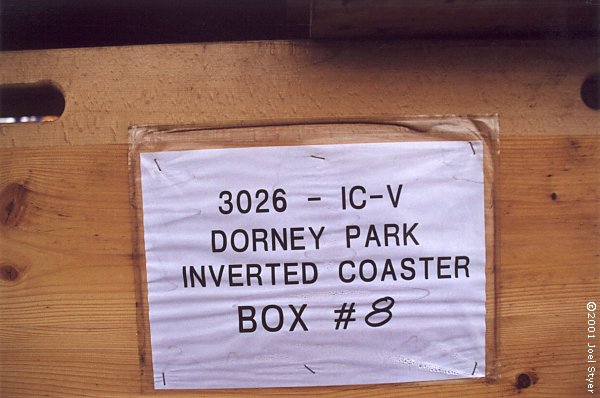 3026 - IC-V
DORNEY PARK
INVERTED COASTER
BOX #8
©2001 Joel Styer